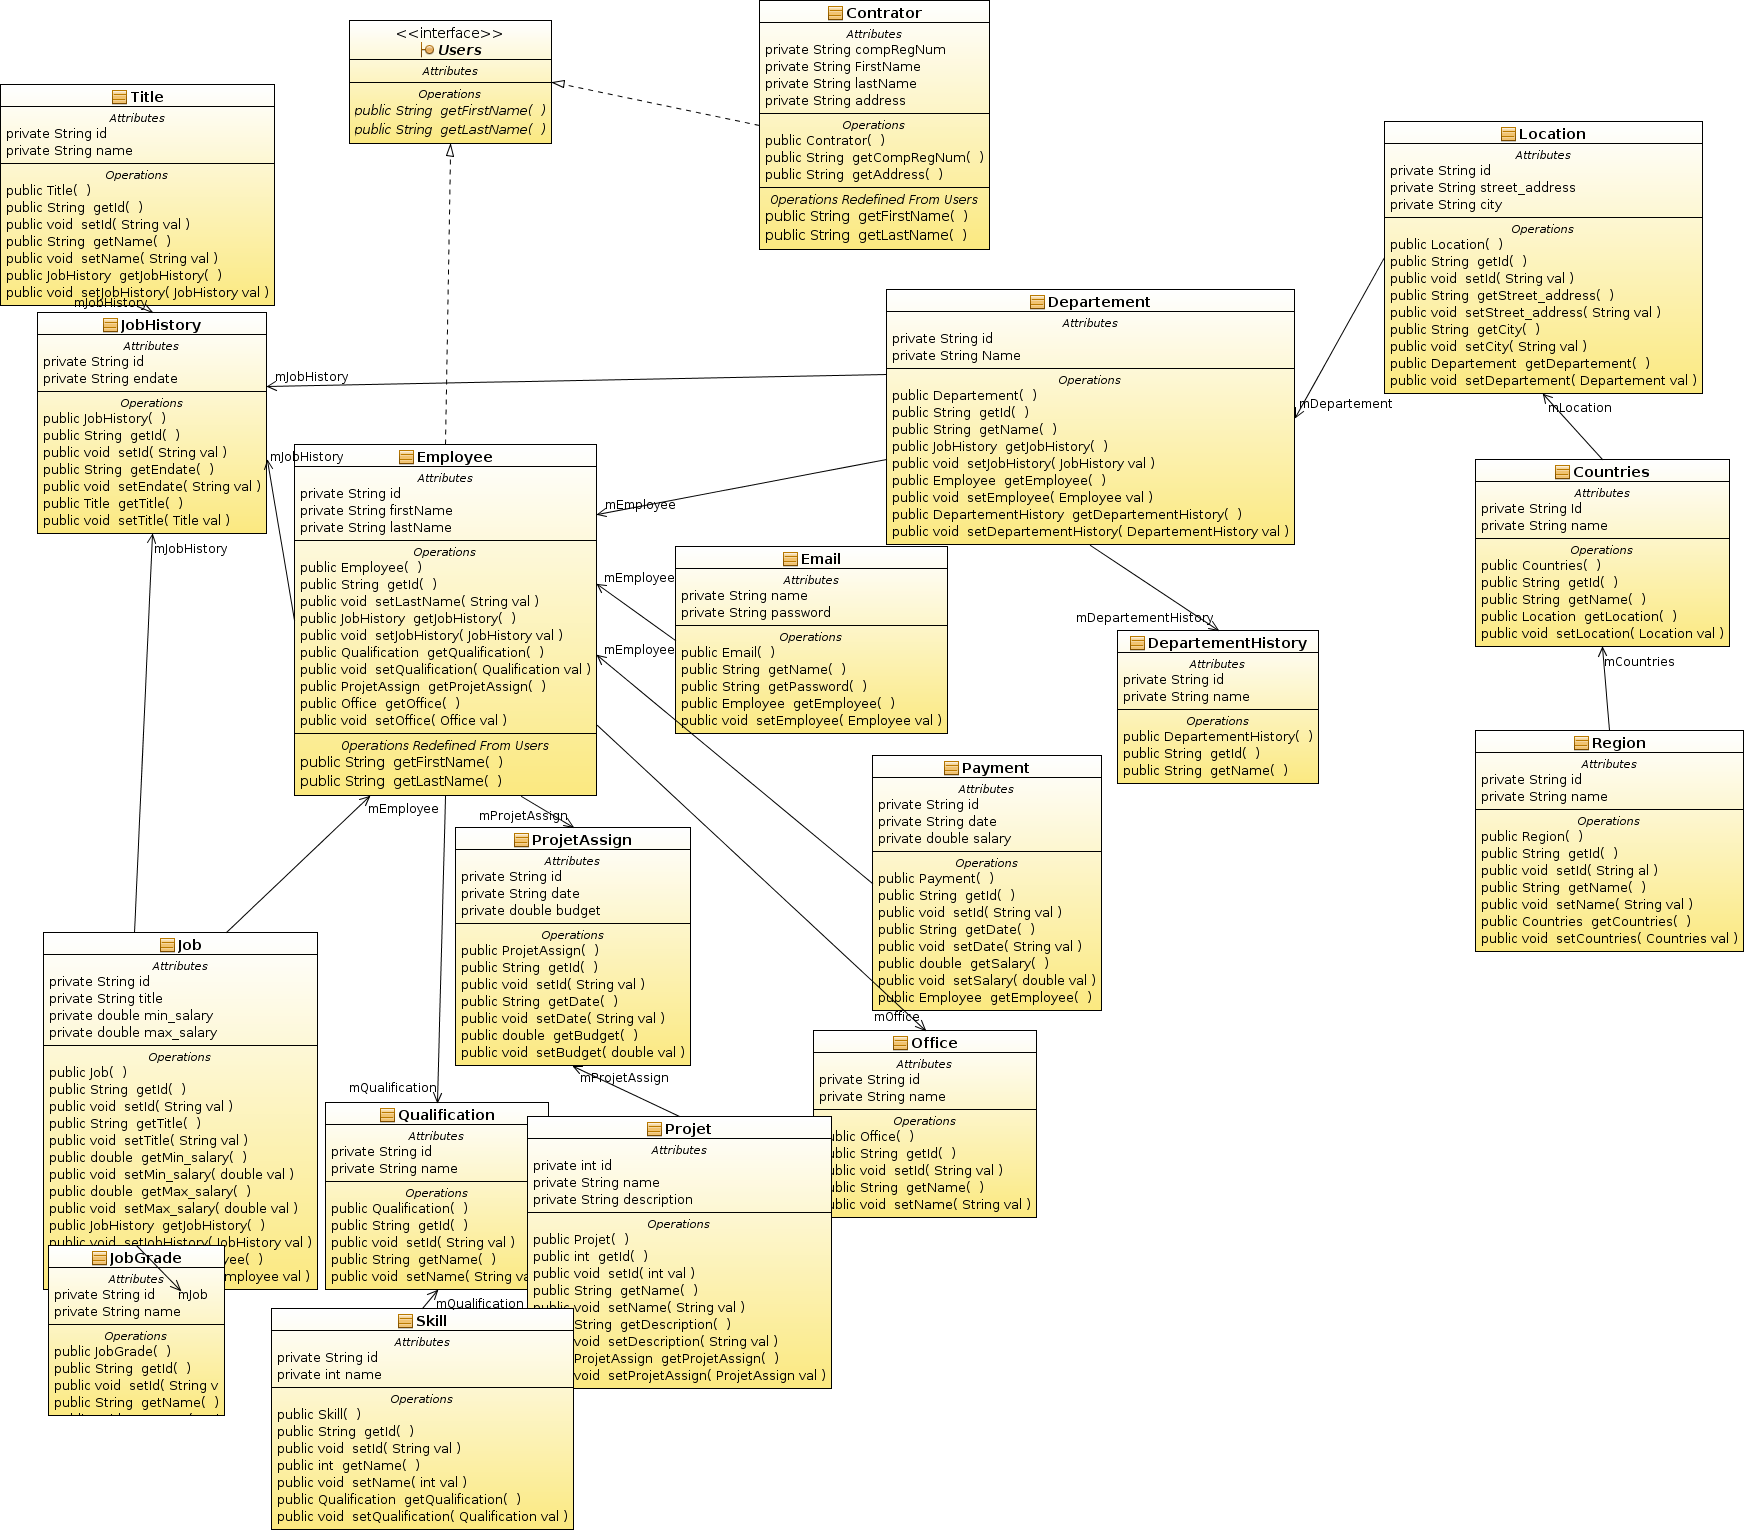 <<interface>>
Users
Attributes
Operations
public String  getFirstName(  )
public String  getLastName(  )
Contrator
Attributes
private String compRegNum
private String FirstName
private String lastName
private String address
Operations
public Contrator(  )
public String  getCompRegNum(  )
public String  getAddress(  )
Operations Redefined From Users
public String  getFirstName(  )
public String  getLastName(  )
Title
Attributes
private String id
private String name
Operations
public Title(  )
public String  getId(  )
public void  setId( String val )
public String  getName(  )
public void  setName( String val )
public JobHistory  getJobHistory(  )
public void  setJobHistory( JobHistory val )
mJobHistory
JobHistory
Attributes
private String id
private String endate
Operations
public JobHistory(  )
public String  getId(  )
public void  setId( String val )
public String  getEndate(  )
public void  setEndate( String val )
public Title  getTitle(  )
public void  setTitle( Title val )
mJobHistory
mJobHistory
mJobHistory
Location
Attributes
private String id
private String street_address
private String city
Operations
public Location(  )
public String  getId(  )
public void  setId( String val )
public String  getStreet_address(  )
public void  setStreet_address( String val )
public String  getCity(  )
public void  setCity( String val )
public Departement  getDepartement(  )
public void  setDepartement( Departement val )
mDepartement
mLocation
Departement
Attributes
private String id
private String Name
Operations
public Departement(  )
public String  getId(  )
public String  getName(  )
public JobHistory  getJobHistory(  )
public void  setJobHistory( JobHistory val )
public Employee  getEmployee(  )
public void  setEmployee( Employee val )
public DepartementHistory  getDepartementHistory(  )
public void  setDepartementHistory( DepartementHistory val )
Employee
Attributes
private String id
private String firstName
private String lastName
Operations
public Employee(  )
public String  getId(  )
public void  setLastName( String val )
public JobHistory  getJobHistory(  )
public void  setJobHistory( JobHistory val )
public Qualification  getQualification(  )
public void  setQualification( Qualification val )
public ProjetAssign  getProjetAssign(  )
public Office  getOffice(  )
public void  setOffice( Office val )
Operations Redefined From Users
public String  getFirstName(  )
public String  getLastName(  )
mEmployee
mEmployee
mEmployee
mEmployee
Email
Attributes
private String name
private String password
Operations
public Email(  )
public String  getName(  )
public String  getPassword(  )
public Employee  getEmployee(  )
public void  setEmployee( Employee val )
mDepartementHistory
DepartementHistory
Attributes
private String id
private String name
Operations
public DepartementHistory(  )
public String  getId(  )
public String  getName(  )
Countries
Attributes
private String Id
private String name
Operations
public Countries(  )
public String  getId(  )
public String  getName(  )
public Location  getLocation(  )
public void  setLocation( Location val )
mCountries
Region
Attributes
private String id
private String name
Operations
public Region(  )
public String  getId(  )
public void  setId( String al )
public String  getName(  )
public void  setName( String val )
public Countries  getCountries(  )
public void  setCountries( Countries val )
Payment
Attributes
private String id
private String date
private double salary
Operations
public Payment(  )
public String  getId(  )
public void  setId( String val )
public String  getDate(  )
public void  setDate( String val )
public double  getSalary(  )
public void  setSalary( double val )
public Employee  getEmployee(  )
mProjetAssign
ProjetAssign
Attributes
private String id
private String date
private double budget
Operations
public ProjetAssign(  )
public String  getId(  )
public void  setId( String val )
public String  getDate(  )
public void  setDate( String val )
public double  getBudget(  )
public void  setBudget( double val )
mProjetAssign
Job
Attributes
private String id
private String title
private double min_salary
private double max_salary
Operations
public Job(  )
public String  getId(  )
public void  setId( String val )
public String  getTitle(  )
public void  setTitle( String val )
public double  getMin_salary(  )
public void  setMin_salary( double val )
public double  getMax_salary(  )
public void  setMax_salary( double val )
public JobHistory  getJobHistory(  )
public void  setJobHistory( JobHistory val )
yee(  )
mployee val )
JobGrade
Attributes
private String id
mJob
private String name
Operations
public JobGrade(  )
public String  getId(  )
public void  setId( String v
public String  getName(  )
mOffice
Office
Attributes
private String id
private String name
Operations
ublic Office(  )
ublic String  getId(  )
ublic void  setId( String val )
ublic String  getName(  )
ublic void  setName( String val )
mQualification
Qualification
Attributes
private String id
private String name
Operations
public Qualification(  )
public String  getId(  )
public void  setId( String val )
public String  getName(  )
public void  setName( String va
mQualification
Projet
Attributes
private int id
private String name
private String description
Operations
public Projet(  )
public int  getId(  )
public void  setId( int val )
public String  getName(  )
public void  setName( String val )
String  getDescription(  )
void  setDescription( String val )
ProjetAssign  getProjetAssign(  )
void  setProjetAssign( ProjetAssign val )
Skill
Attributes
private String id
private int name
Operations
public Skill(  )
public String  getId(  )
public void  setId( String val )
public int  getName(  )
public void  setName( int val )
public Qualification  getQualification(  )
public void  setQualification( Qualification val )